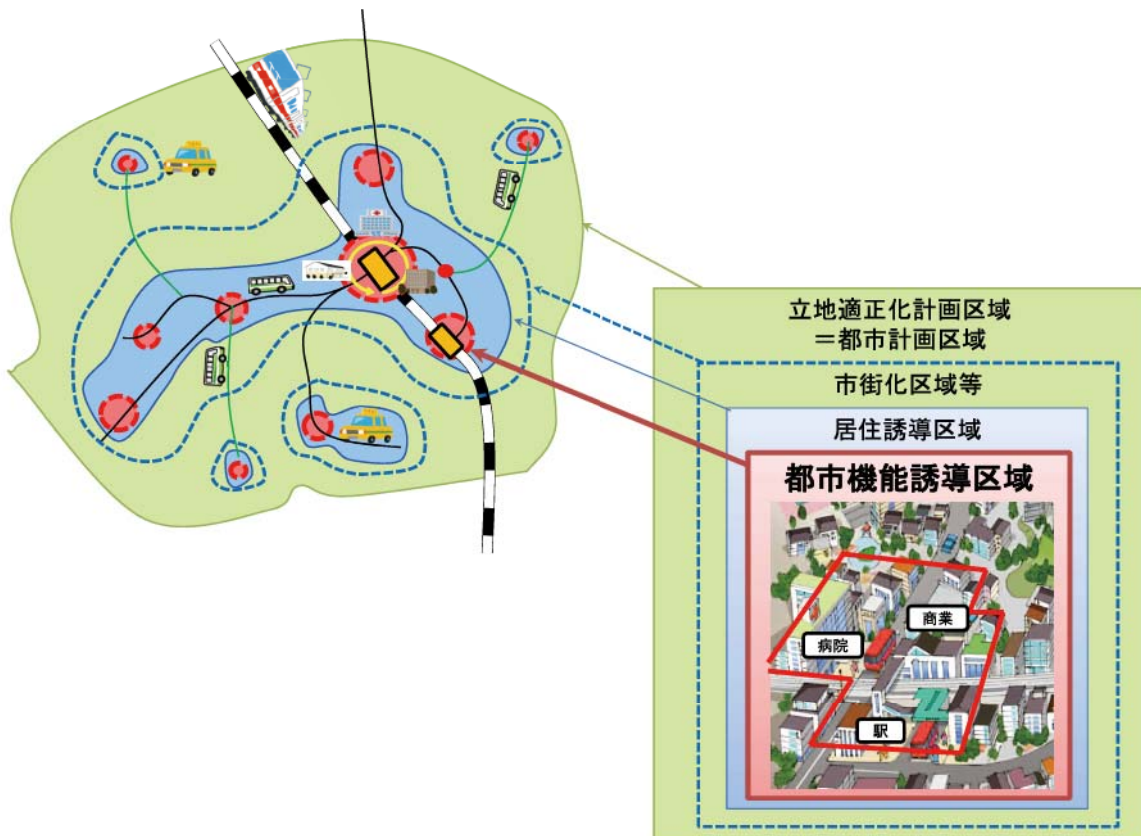 立地適正化計画区域
＝都市計画区域
市街化区域等
居住誘導区域
都市機能誘導区域
商業
病院
駅